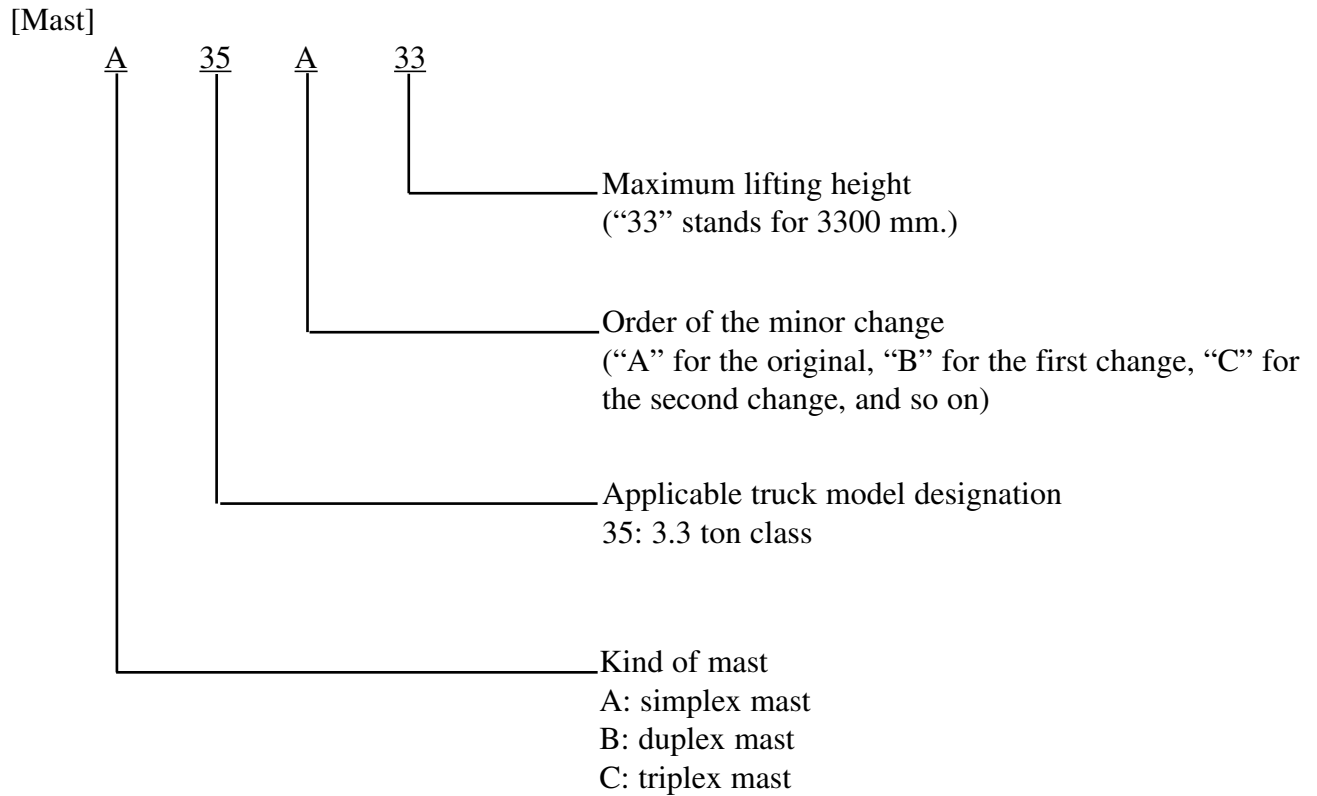 [Mast]
A 35 A 33
Maximum lifting height
(“33” stands for 3300 mm.)
Order of the minor change
(“A” for the original, “B” for the first change, “C” for
the second change, and so on)
Applicable truck model designation
35: 3.3 ton class
Kind of mast
A: simplex mast
B: duplex mast
C: triplex mast